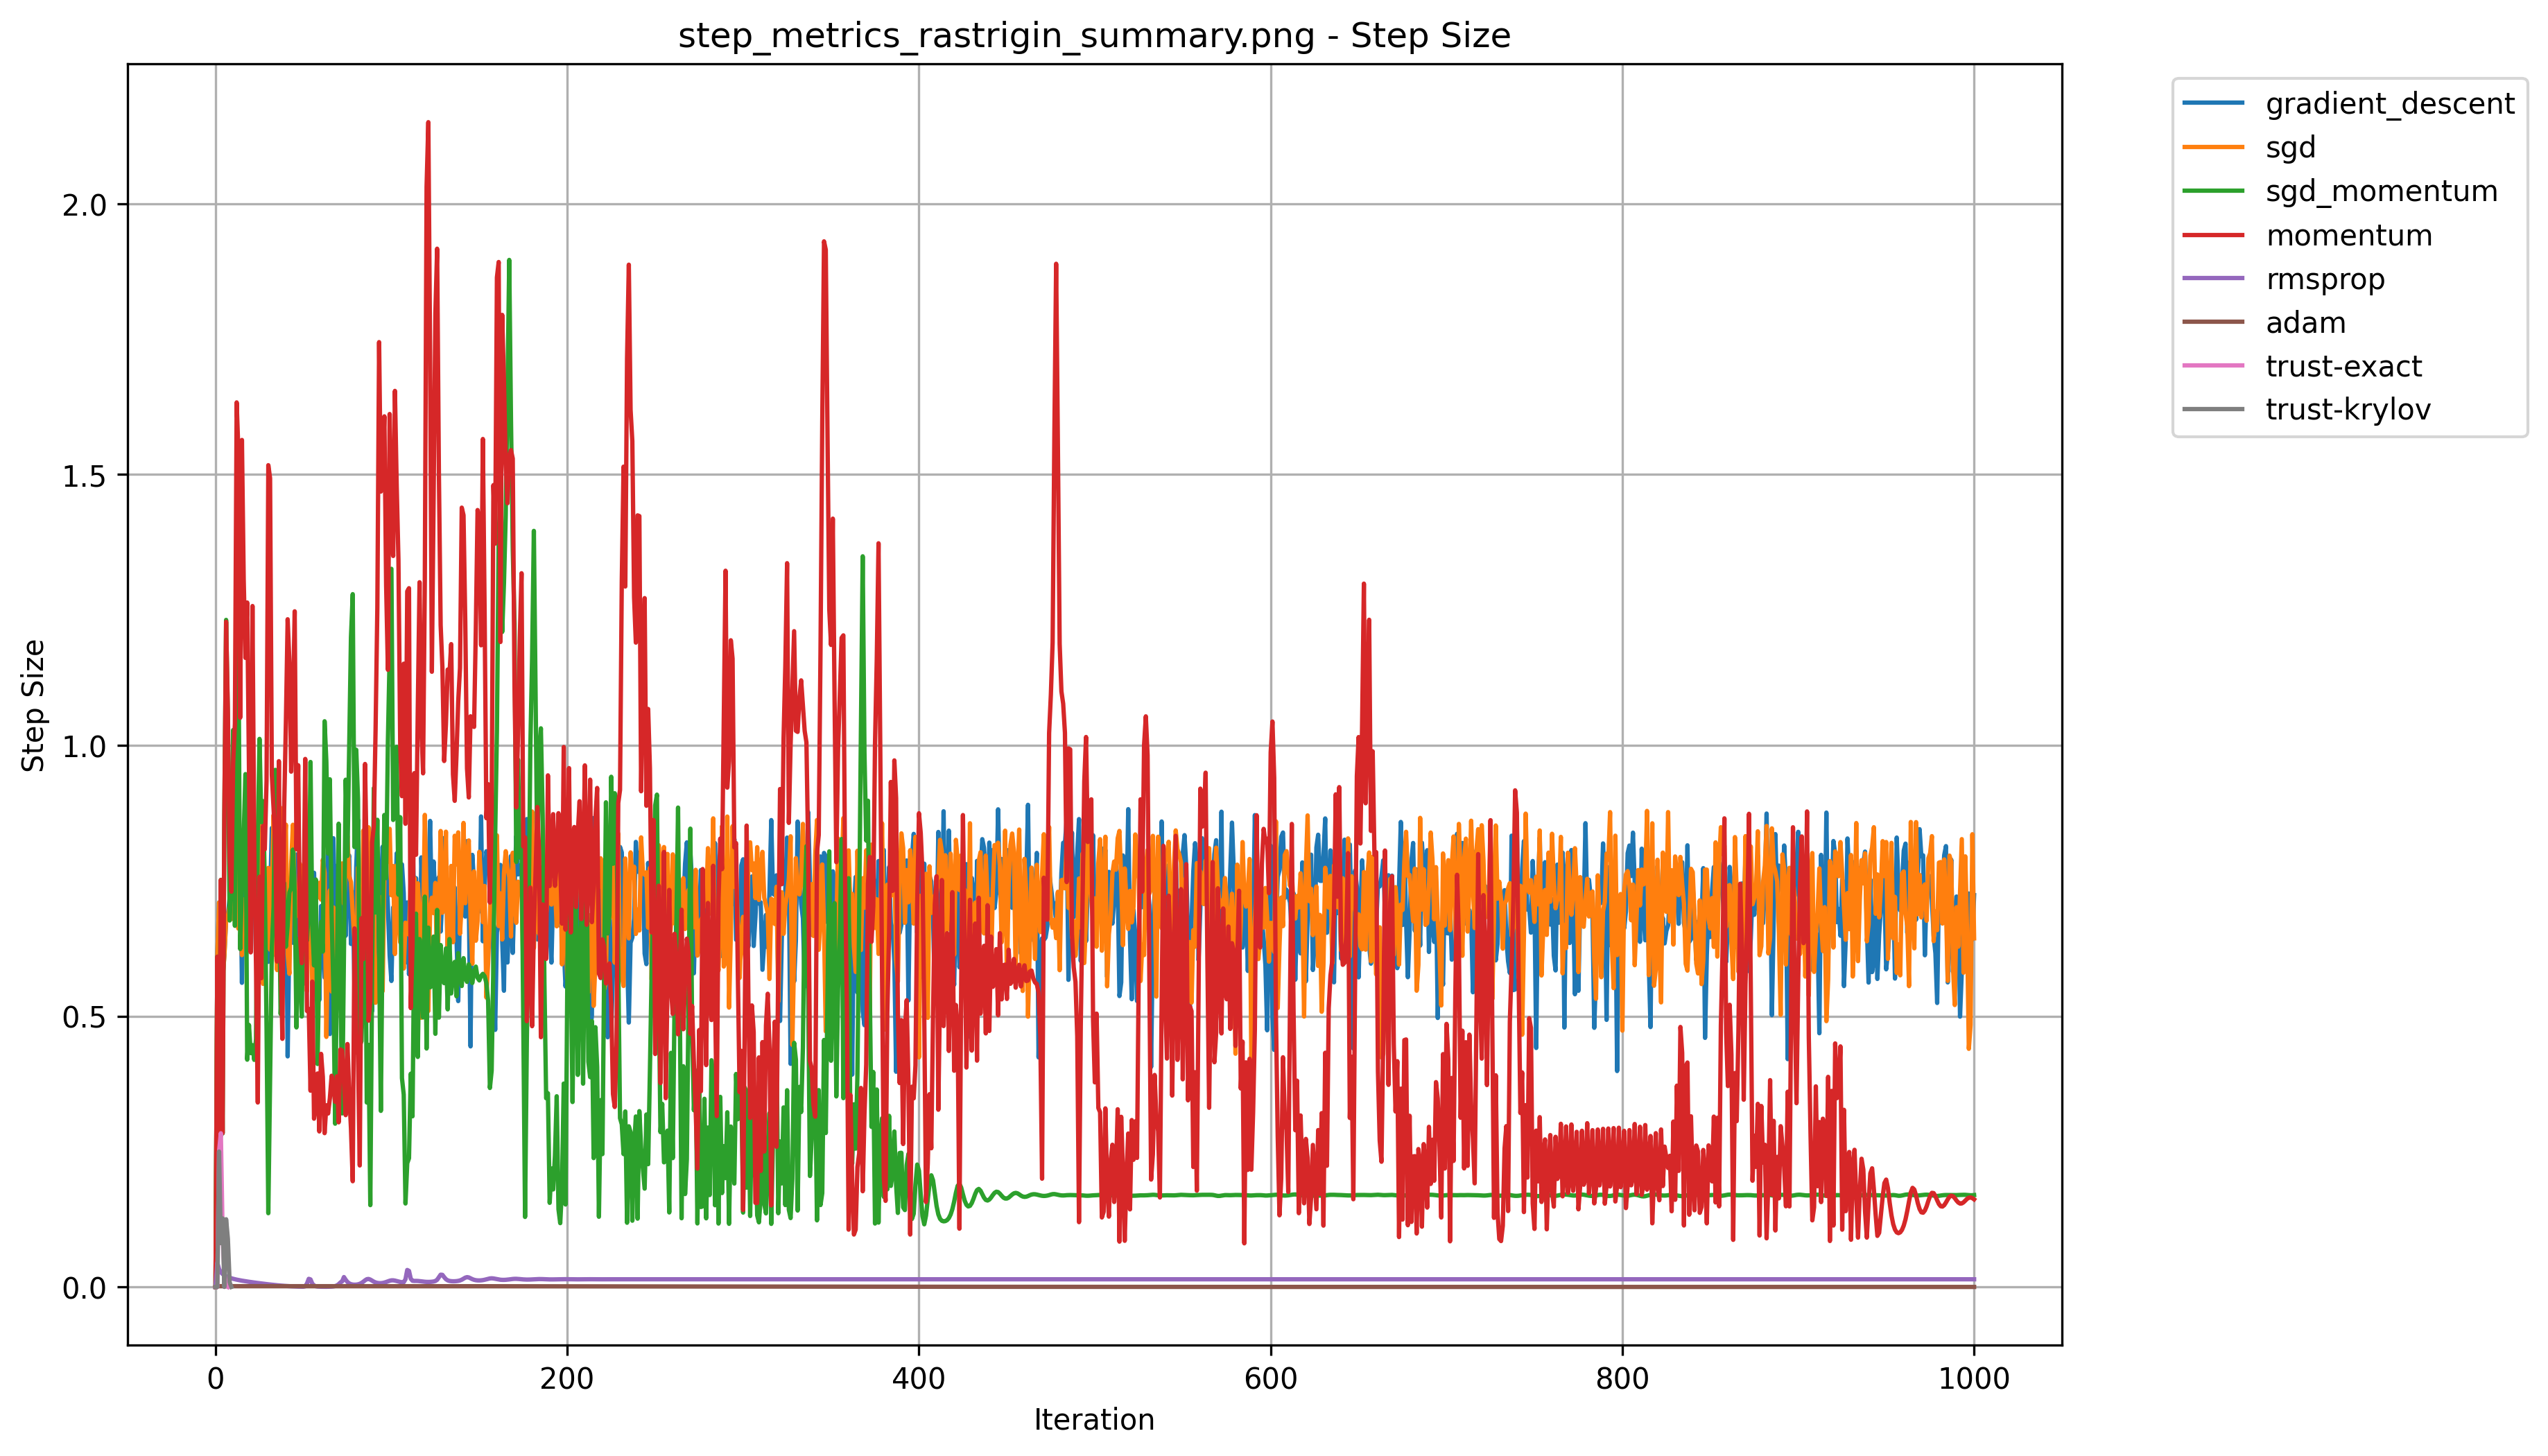 step_metrics_rastrigin_summary.png - Step Size
gradient_descent
sgd
sgd_momentum
momentum
rmsprop
adam
trust-exact
trust-krylov
Step Size
2.0
1.5
1.0
0.5
0.0
0 200 400 600 800 1000
Iteration